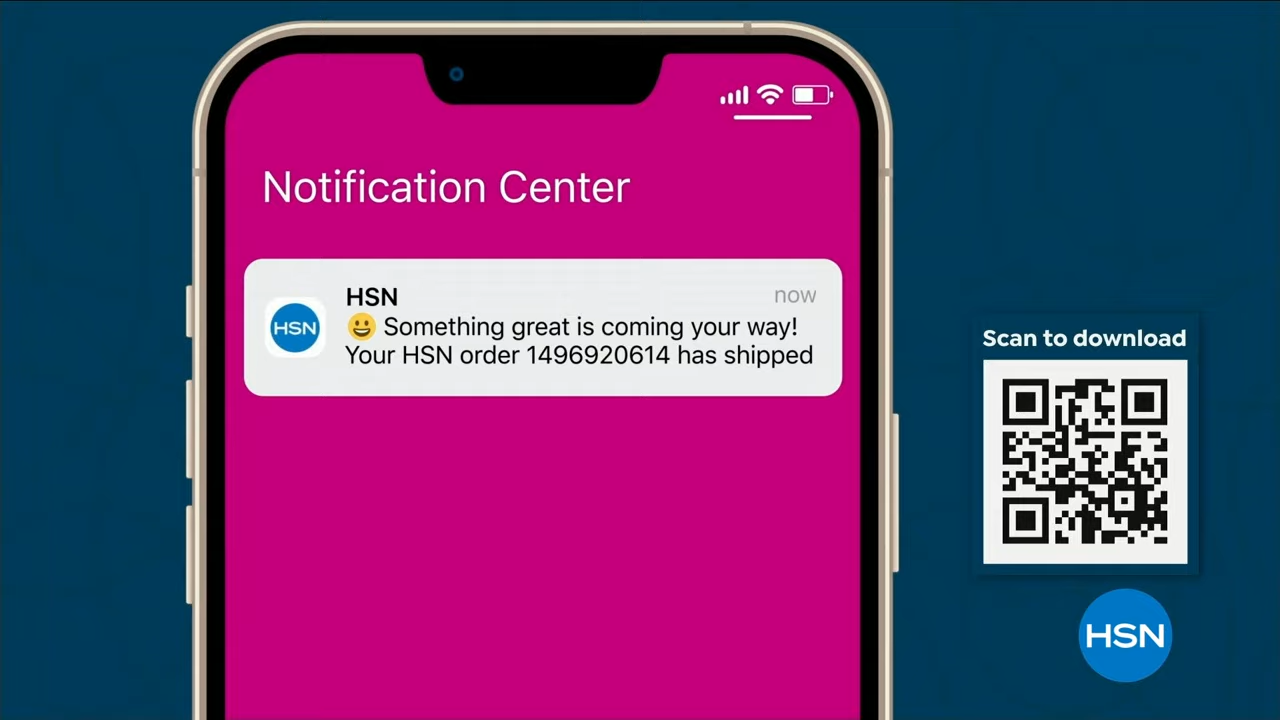 Notification Center
HSN
HSN
now
😀 Something great is coming your way!
Your HSN order 1496920614 has shipped
Scan to download
HSN